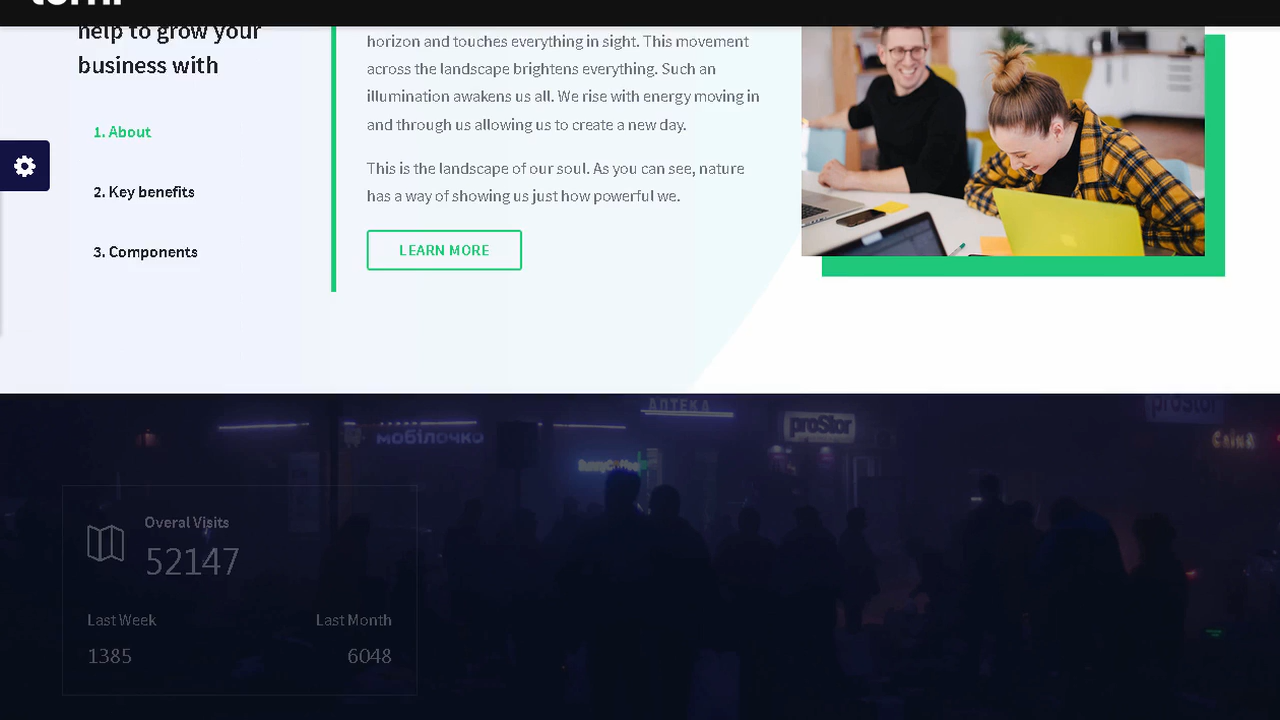 help to grow your
business with
1. About
2. Key benefits
3. Components
horizon and touches everything in sight. This movement
across the landscape brightens everything. Such an
illumination awakens us all. We rise with energy moving in
and through us allowing us to create a new day.
This is the landscape of our soul. As you can see, nature
has a way of showing us just how powerful we.
LEARN MORE
АПТЕКА
мобілочка
proStor
proStor
Overal Visits
52147
Last Week
Last Month
1385
6048